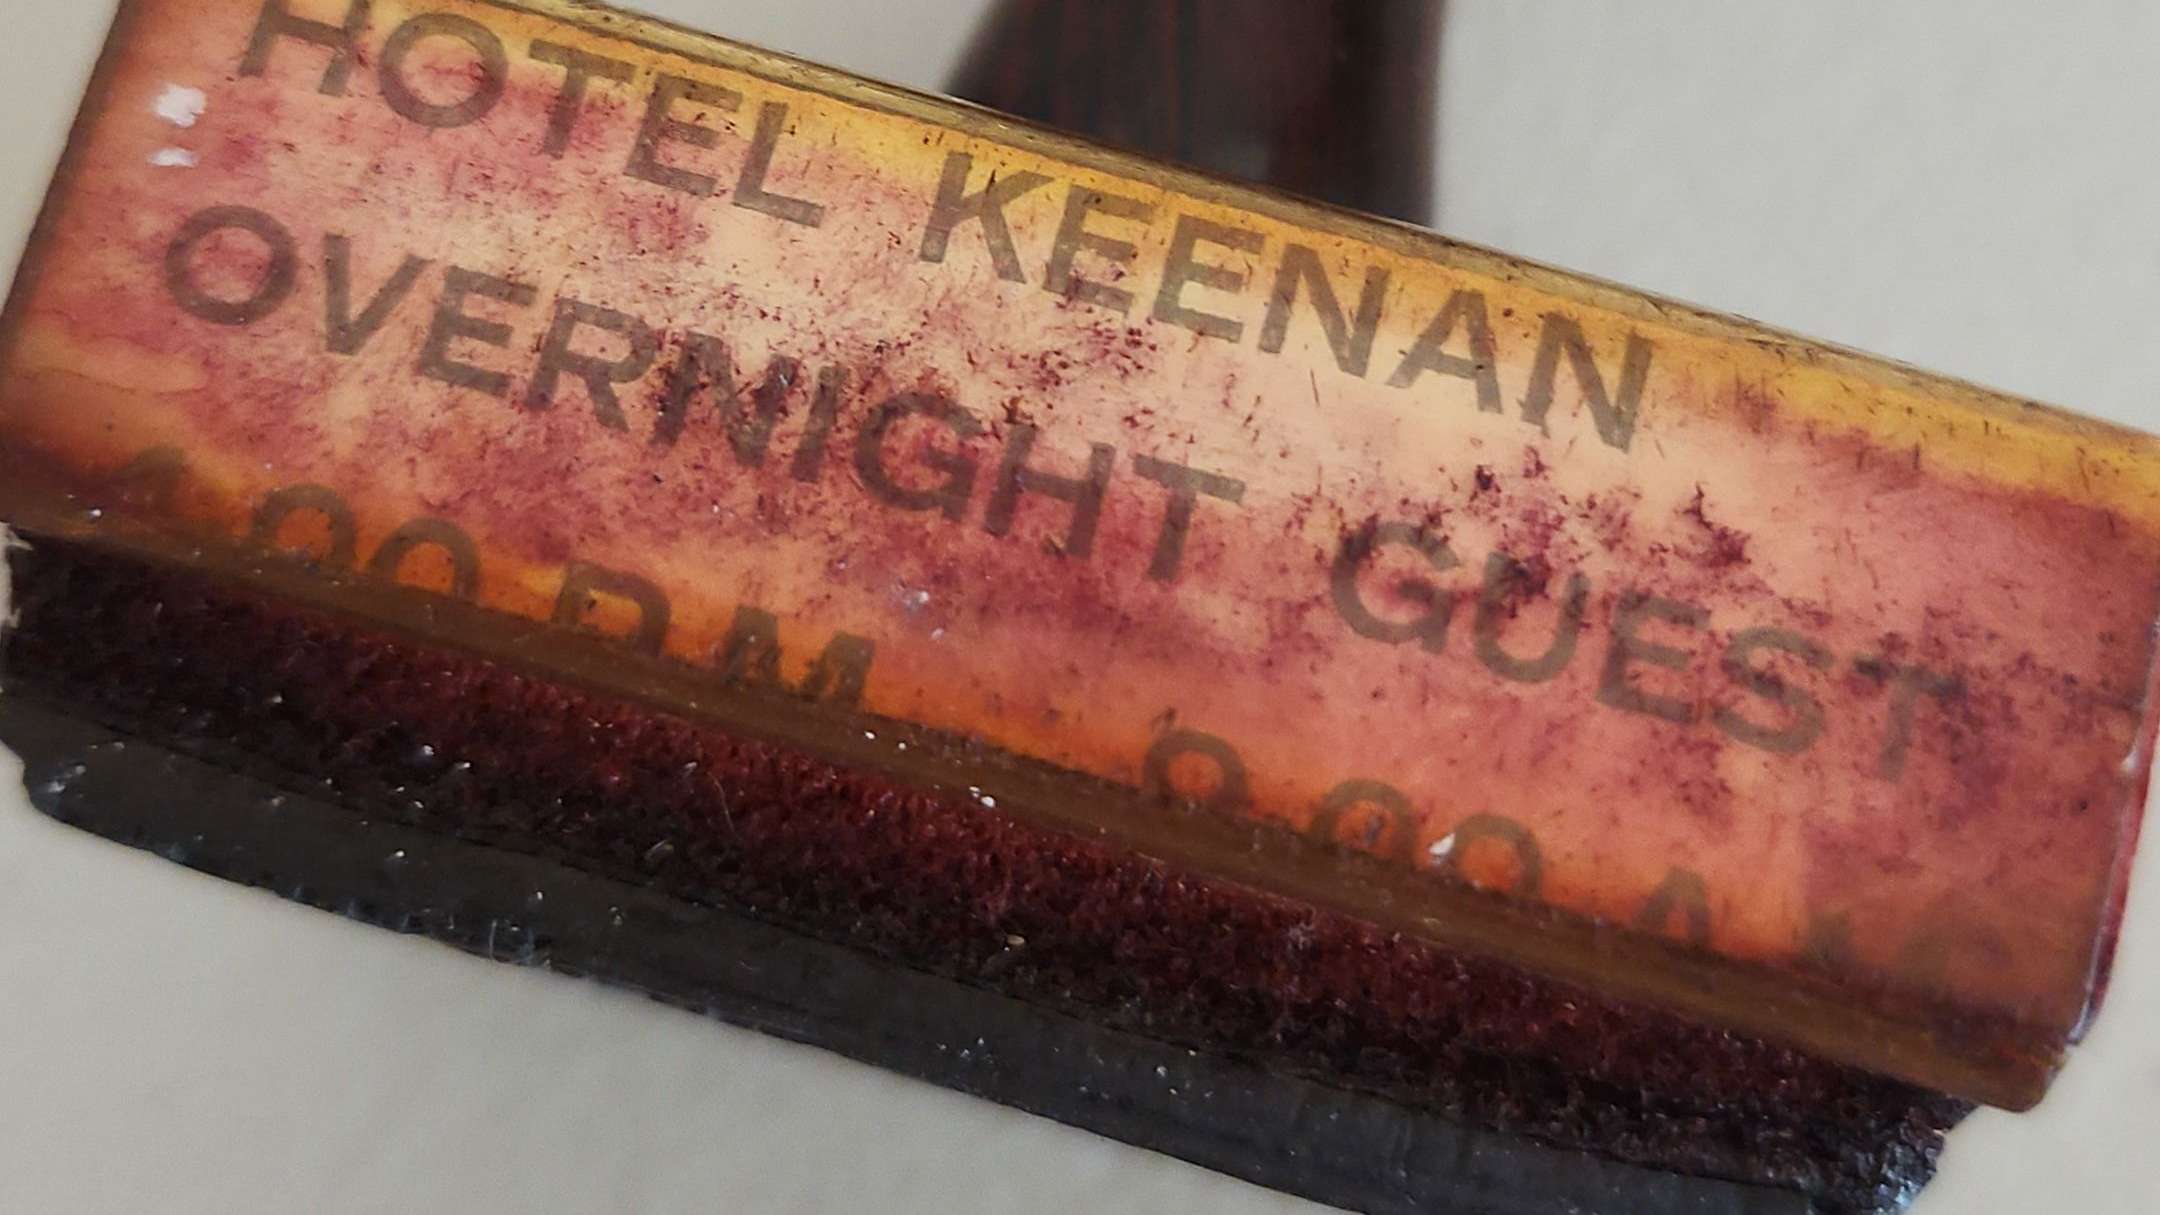 HOTEL KEENAN
OVERNIGHT GUEST
P.M.